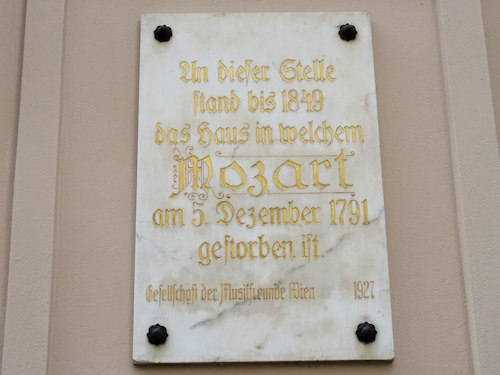 An dieser Stelle
stand bis 1849
das Haus in welchem
Mozart
am 5. Dezember 1791
gestorben ist.
Gesellschaft der Musikfreunde Wien 1927